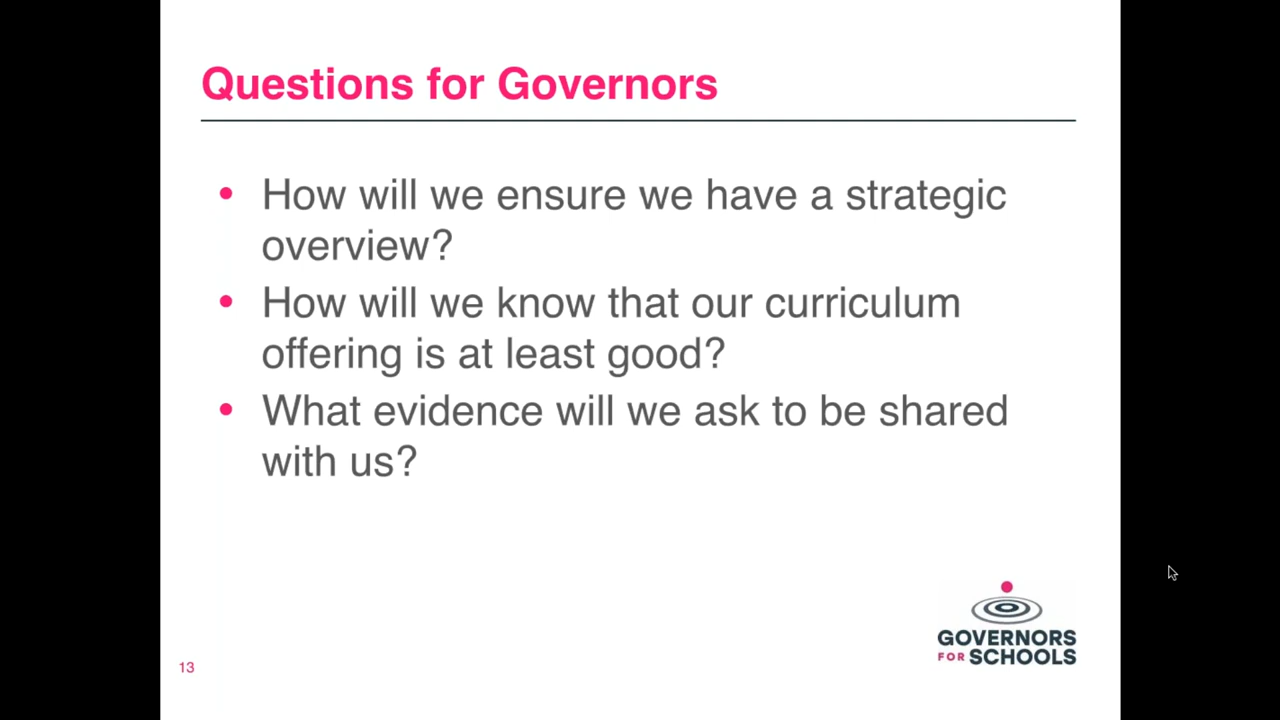 Questions for Governors
• How will we ensure we have a strategic
overview?
• How will we know that our curriculum
offering is at least good?
• What evidence will we ask to be shared
with us?
GOVERNORS
FOR SCHOOLS
13